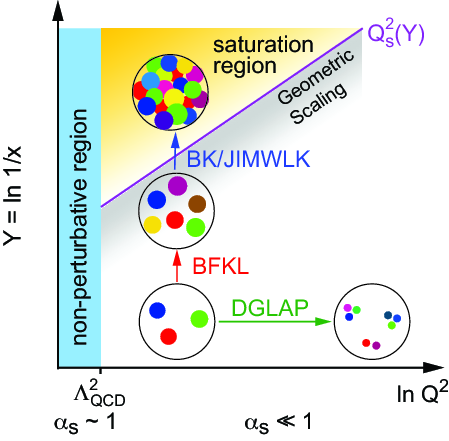 saturation
region
Q²ₛ(Y)
Geometric
Scaling
Y = ln 1/x
non-perturbative region
BK/JIMWLK
BFKL
DGLAP
Λ²QCD
ln Q²
αₛ ~ 1
αₛ ≪ 1